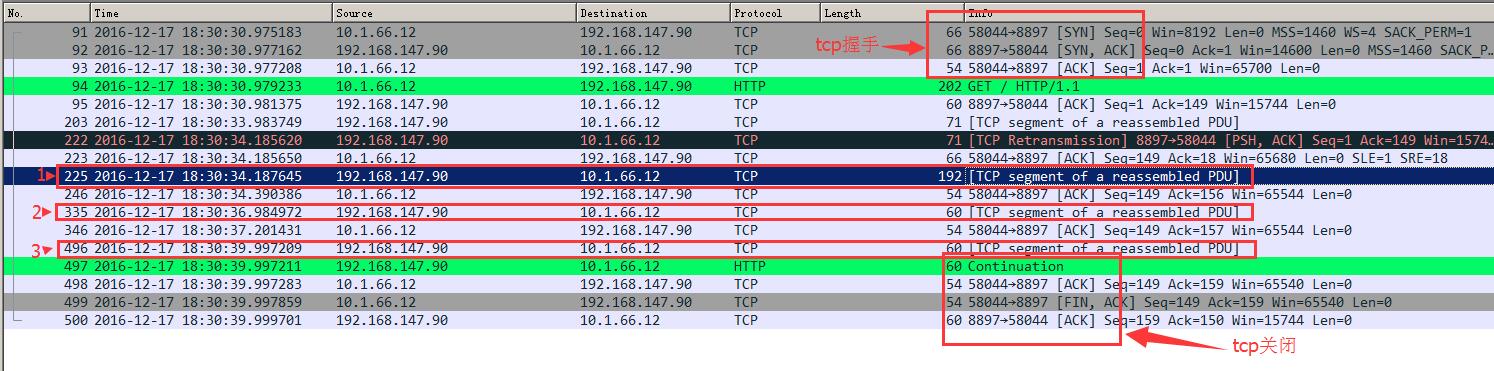 No. Time Source Destination Protocol Length Info
91 2016-12-17 18:30:30.975183 10.1.66.12 192.168.147.90 TCP 66 58044→8897 [SYN] Seq=0 Win=8192 Len=0 MSS=1460 WS=4 SACK_PERM=1
tcp握手
92 2016-12-17 18:30:30.977162 192.168.147.90 10.1.66.12 TCP 66 8897→58044 [SYN, ACK] Seq=0 Ack=1 Win=14600 Len=0 MSS=1460 SACK_P…
93 2016-12-17 18:30:30.977208 10.1.66.12 192.168.147.90 TCP 54 58044→8897 [ACK] Seq=1 Ack=1 Win=65700 Len=0
94 2016-12-17 18:30:30.979233 10.1.66.12 192.168.147.90 HTTP 202 GET / HTTP/1.1
95 2016-12-17 18:30:30.981375 192.168.147.90 10.1.66.12 TCP 60 8897→58044 [ACK] Seq=1 Ack=149 Win=15744 Len=0
203 2016-12-17 18:30:33.983749 192.168.147.90 10.1.66.12 TCP 71 [TCP segment of a reassembled PDU]
222 2016-12-17 18:30:34.185620 192.168.147.90 10.1.66.12 TCP 71 [TCP Retransmission] 8897→58044 [PSH, ACK] Seq=1 Ack=149 Win=1574…
223 2016-12-17 18:30:34.185650 10.1.66.12 192.168.147.90 TCP 66 58044→8897 [ACK] Seq=149 Ack=18 Win=65680 Len=0 SLE=1 SRE=18
1 225 2016-12-17 18:30:34.187645 192.168.147.90 10.1.66.12 TCP 192 [TCP segment of a reassembled PDU]
246 2016-12-17 18:30:34.390386 10.1.66.12 192.168.147.90 TCP 54 58044→8897 [ACK] Seq=149 Ack=156 Win=65544 Len=0
2 335 2016-12-17 18:30:36.984972 192.168.147.90 10.1.66.12 TCP 60 [TCP segment of a reassembled PDU]
346 2016-12-17 18:30:37.201431 10.1.66.12 192.168.147.90 TCP 54 58044→8897 [ACK] Seq=149 Ack=157 Win=65544 Len=0
3 496 2016-12-17 18:30:39.997209 192.168.147.90 10.1.66.12 TCP 60 [TCP segment of a reassembled PDU]
497 2016-12-17 18:30:39.997211 192.168.147.90 10.1.66.12 HTTP 60 Continuation
498 2016-12-17 18:30:39.997283 10.1.66.12 192.168.147.90 TCP 54 58044→8897 [ACK] Seq=149 Ack=159 Win=65540 Len=0
499 2016-12-17 18:30:39.997859 10.1.66.12 192.168.147.90 TCP 54 58044→8897 [FIN, ACK] Seq=149 Ack=159 Win=65540 Len=0
500 2016-12-17 18:30:39.999701 192.168.147.90 10.1.66.12 TCP 60 8897→58044 [ACK] Seq=159 Ack=150 Win=15744 Len=0
tcp关闭